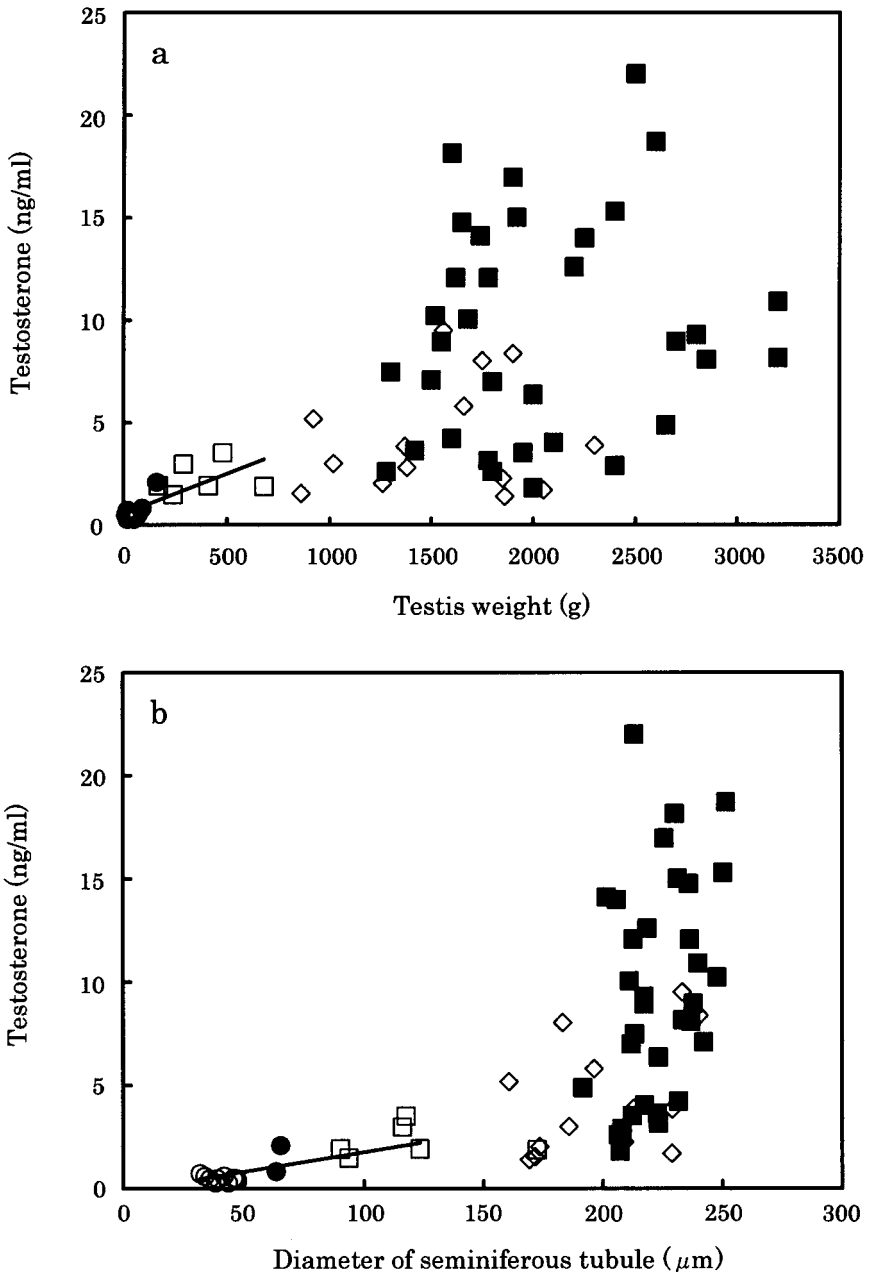 a
25
20
15
10
5
0
Testosterone (ng/ml)
0 500 1000 1500 2000 2500 3000 3500
Testis weight (g)
b
25
20
15
10
5
0
Testosterone (ng/ml)
0 50 100 150 200 250 300
Diameter of seminiferous tubule (μm)